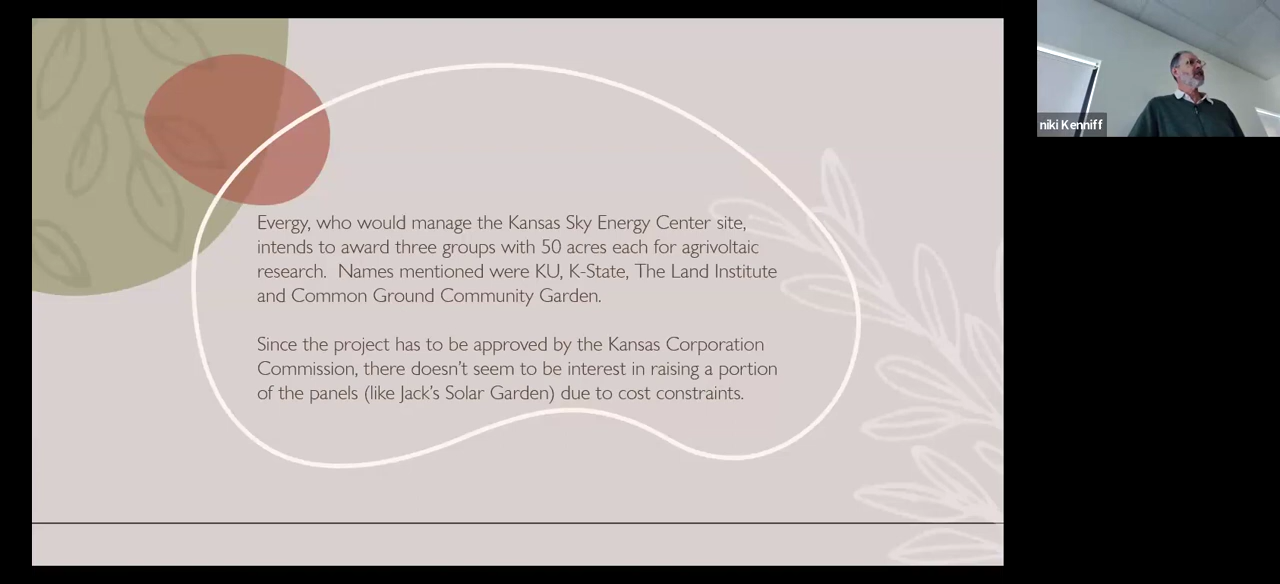 Evergy, who would manage the Kansas Sky Energy Center site,
intends to award three groups with 50 acres each for agrivoltaic
research.  Names mentioned were KU, K-State, The Land Institute
and Common Ground Community Garden.
Since the project has to be approved by the Kansas Corporation
Commission, there doesn't seem to be interest in raising a portion
of the panels (like Jack's Solar Garden) due to cost constraints.
niki Kenniff